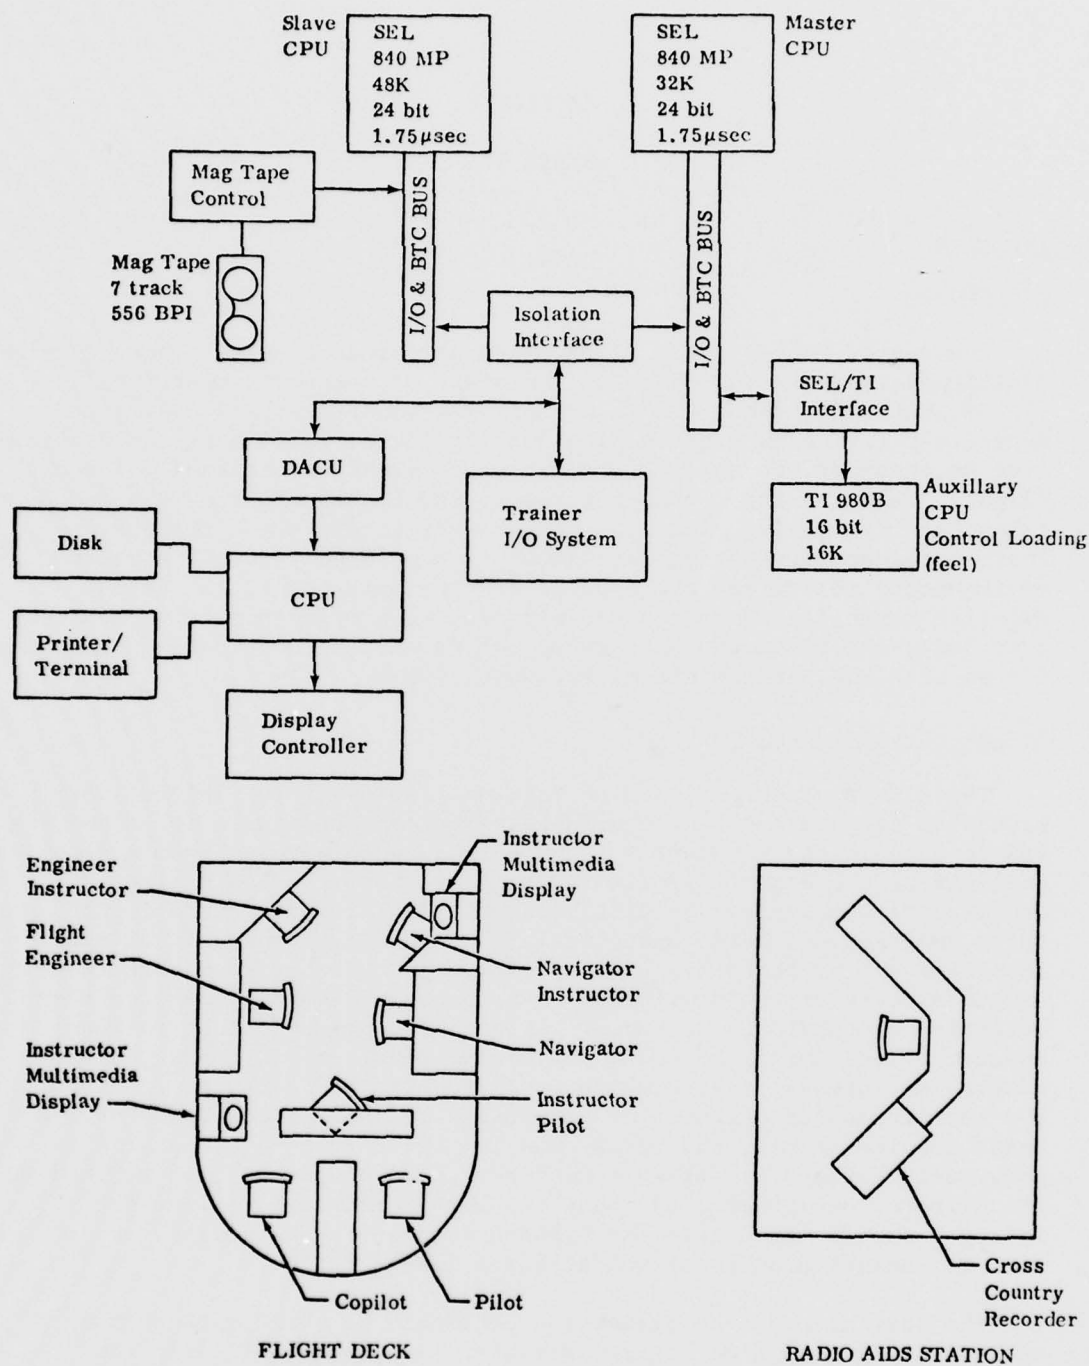 Slave
CPU
SEL
840 MP
48K
24 bit
1.75μsec
SEL
840 MP
32K
24 bit
1.75μsec
Master
CPU
Mag Tape
Control
I/O & BTC BUS
I/O & BTC BUS
Mag Tape
7 track
556 BPI
Isolation
Interface
SEL/TI
Interface
DACU
Trainer
I/O System
TI 980B
16 bit
16K
Auxillary
CPU
Control Loading
(feel)
Disk
CPU
Printer/
Terminal
Display
Controller
Engineer
Instructor
Flight
Engineer
Instructor
Multimedia
Display
Instructor
Multimedia
Display
Navigator
Instructor
Navigator
Instructor
Pilot
Copilot
Pilot
FLIGHT DECK
Cross
Country
Recorder
RADIO AIDS STATION